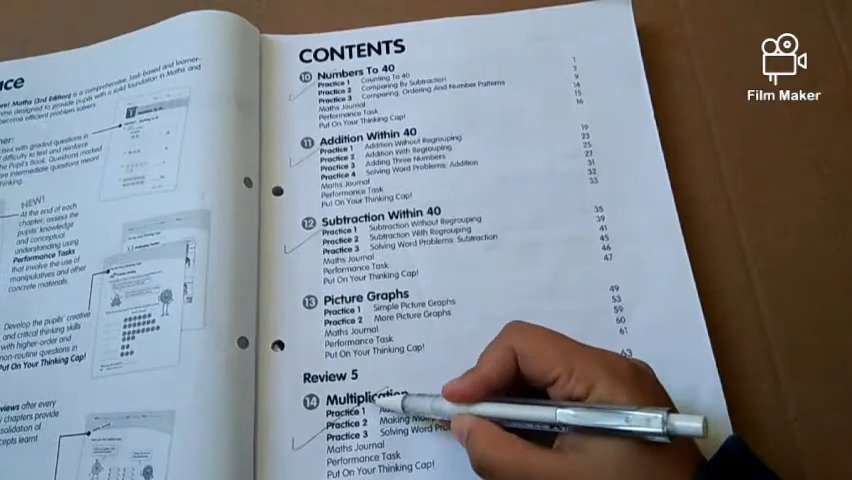 ace
re! Maths (3rd Edition) is a comprehensive, task-based and learner-
designed to provide pupils with a solid foundation in Maths and
become efficient problem solvers.
with graded questions in
difficulty to test and reinforce
the Pupil's Book. Questions marked
are intermediate questions meant
thinking.
NEW!
At the end of each
chapter, assess the
pupils' knowledge
and conceptual
understanding using
Performance Tasks
that involve the use of
manipulatives and other
concrete materials.
Develop the pupils' creative
and critical thinking skills
with higher-order and
non-routine questions in
Put On Your Thinking Cap!
views after every
chapters provide
learnt.
CONTENTS
10 Numbers To 40
Practice 1 Counting To 40 1
Practice 2 Comparing By Subtraction 7
Practice 3 Comparing, Ordering And Number Patterns 9
Maths Journal 14
Performance Task 15
Put On Your Thinking Cap! 16
11 Addition Within 40
Practice 1 Addition Without Regrouping 19
Practice 2 Addition With Regrouping 23
Practice 3 Adding Three Numbers 25
Practice 4 Solving Word Problems: Addition 27
Maths Journal 31
Performance Task 32
Put On Your Thinking Cap! 33
12 Subtraction Within 40
Practice 1 Subtraction Without Regrouping 35
Practice 2 Subtraction With Regrouping 39
Practice 3 Solving Word Problems: Subtraction 41
Maths Journal 45
Performance Task 46
Put On Your Thinking Cap! 47
13 Picture Graphs
Practice 1 Simple Picture Graphs 49
Practice 2 More Picture Graphs 53
Maths Journal 59
Performance Task 60
Put On Your Thinking Cap! 61
Review 5 63
14 Multiplication
Practice 1
Practice 2 Making
Practice 3 Solving Word
Maths Journal
Performance Task
Put On Your Thinking Cap!
Film Maker